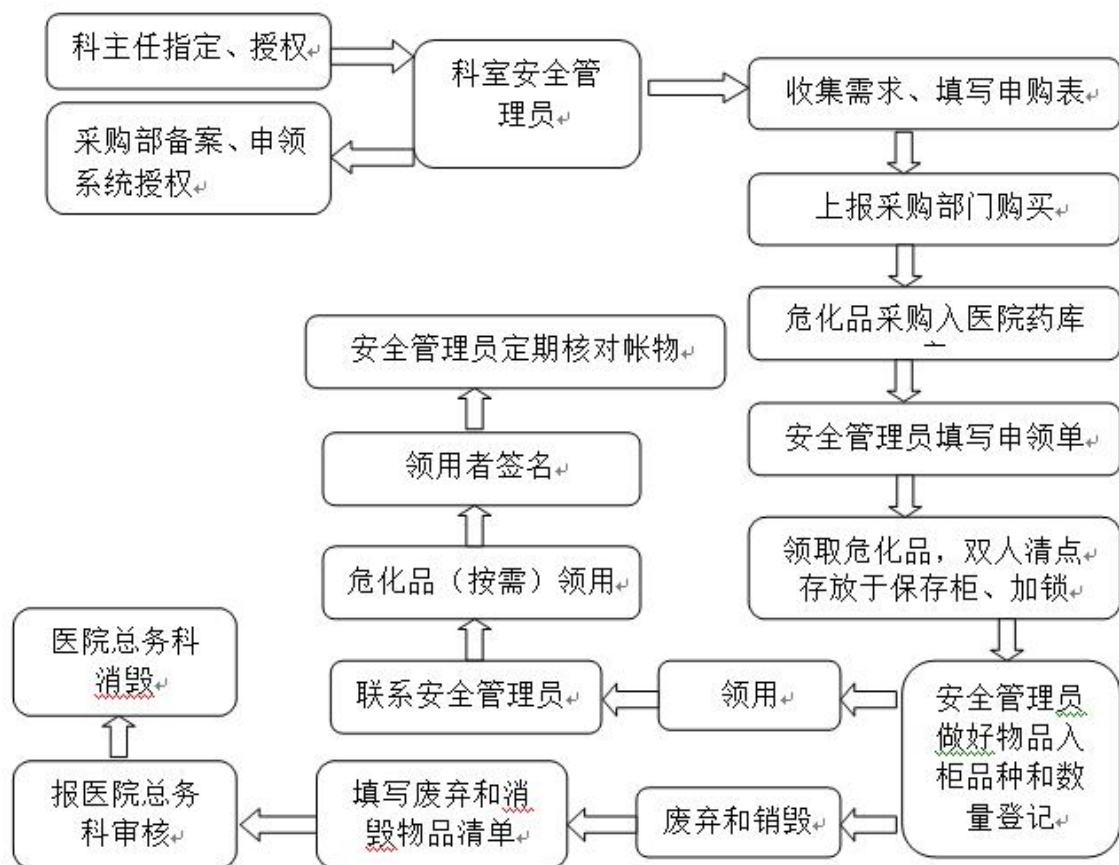 科主任指定、授权
科室安全管
理员
采购部备案、申领
系统授权
收集需求、填写申购表
上报采购部门购买
危化品采购入医院药库
安全管理员填写申领单
领取危化品，双人清点
存放于保存柜、加锁
安全管理员
做好物品入
柜品种和数
量登记
领用
联系安全管理员
危化品（按需）领用
领用者签名
安全管理员定期核对帐物
废弃和销毁
填写废弃和消
毁物品清单
报医院总务
科审核
医院总务科
消毁